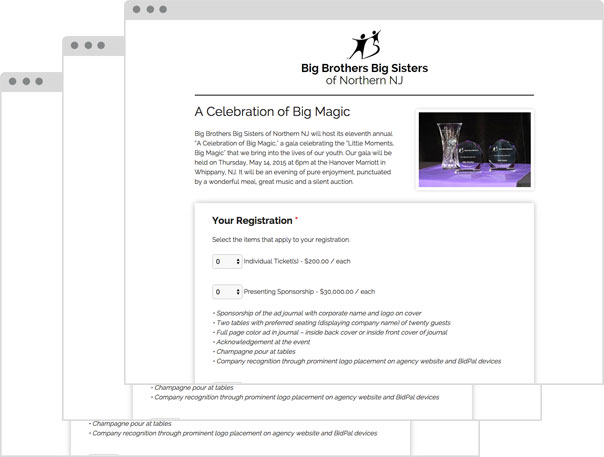 Big Brothers Big Sisters
of Northern NJ
A Celebration of Big Magic
Big Brothers Big Sisters of Northern NJ will host its eleventh annual
"A Celebration of Big Magic," a gala celebrating the "Little Moments,
Big Magic" that we bring into the lives of our youth. Our gala will be
held on Thursday, May 14, 2015 at 6pm at the Hanover Marriott in
Whippany, NJ. It will be an evening of pure enjoyment, punctuated
by a wonderful meal, great music and a silent auction.
Your Registration *
Select the items that apply to your registration.
0 Individual Ticket(s) - $200.00 / each
0 Presenting Sponsorship - $30,000.00 / each
• Sponsorship of the ad journal with corporate name and logo on cover
• Two tables with preferred seating (displaying company name) of twenty guests
• Full page color ad in journal – inside back cover or inside front cover of journal
• Acknowledgement at the event
• Champagne pour at tables
• Company recognition through prominent logo placement on agency website and BidPal devices
• Champagne pour at tables
• Company recognition through prominent logo placement on agency website and BidPal devices
• Champagne pour at tables
• Company recognition through prominent logo placement on agency website and BidPal devices